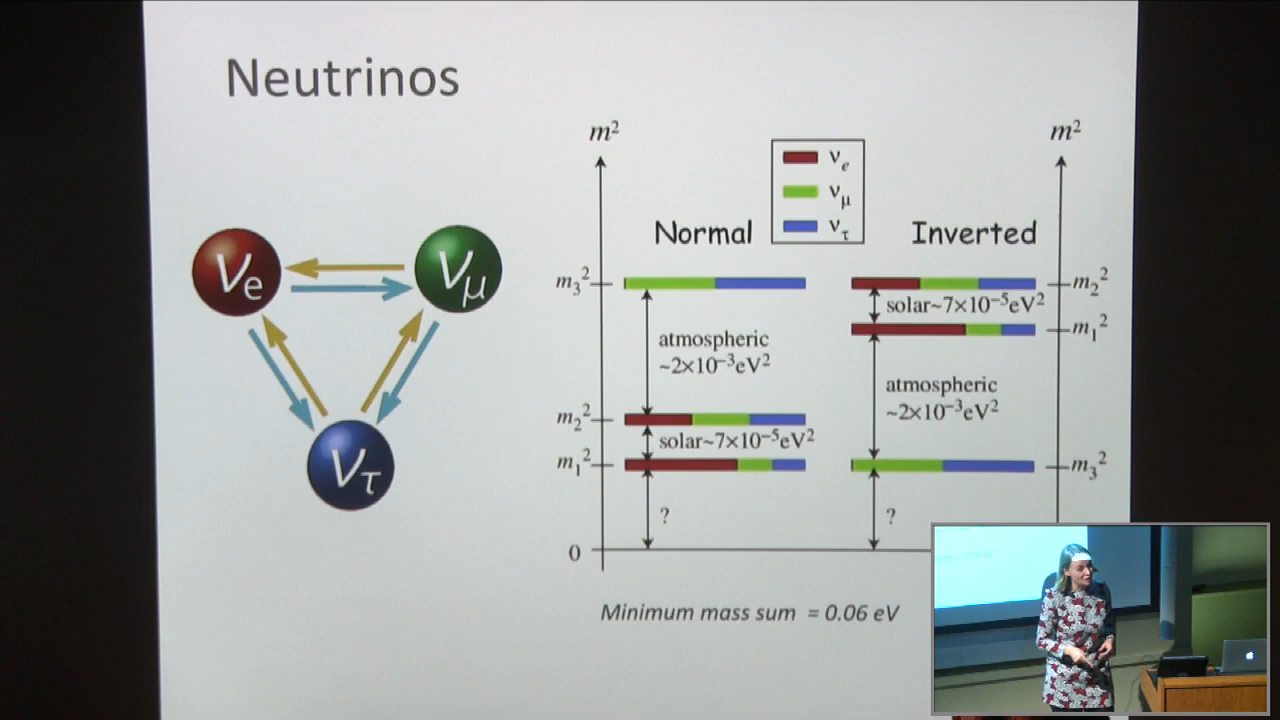 Neutrinos
νe
νμ
ντ
m²
m²
νe
νμ
ντ
Normal
Inverted
m₃²
m₂²
solar~7×10⁻⁵eV²
m₁²
atmospheric
~2×10⁻³eV²
atmospheric
~2×10⁻³eV²
m₂²
solar~7×10⁻⁵eV²
m₁²
m₃²
?
?
0
Minimum mass sum = 0.06 eV